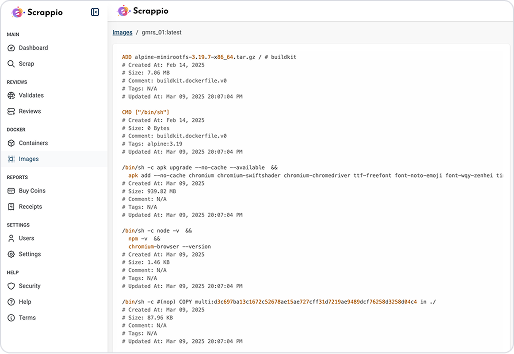 Scrappio
Scrappio
MAIN
Dashboard
Scrap
REVIEWS
Validates
Reviews
DOCKER
Containers
Images
REPORTS
Buy Coins
Receipts
SETTINGS
Users
Settings
HELP
Security
Help
Terms
Images / gmrs_01:latest
ADD alpine-minirootfs-3.19.7-x86_64.tar.gz / # buildkit
# Created At: Feb 14, 2025
# Size: 7.86 MB
# Comment: buildkit.dockerfile.v0
# Tags: N/A
# Updated At: Mar 09, 2025 20:07:04 PM
CMD ["/bin/sh"]
# Created At: Feb 14, 2025
# Size: 0 Bytes
# Comment: buildkit.dockerfile.v0
# Tags: alpine:3.19
# Updated At: Mar 09, 2025 20:07:04 PM
/bin/sh -c apk upgrade --no-cache --available &&
apk add --no-cache chromium chromium-swiftshader chromium-chromedriver ttf-freefont font-noto-emoji font-wqy-zenhei ti
# Created At: Mar 09, 2025
# Size: 939.82 MB
# Comment: N/A
# Tags: N/A
# Updated At: Mar 09, 2025 20:07:04 PM
/bin/sh -c node -v &&
npm -v &&
chromium-browser --version
# Created At: Mar 09, 2025
# Size: 1.46 KB
# Comment: N/A
# Tags: N/A
# Updated At: Mar 09, 2025 20:07:04 PM
/bin/sh -c #(nop) COPY in ./
# Created At: Mar 09, 2025
# Size: 87.96 KB
# Comment: N/A
# Tags: N/A
# Updated At: Mar 09, 2025 20:07:04 PM